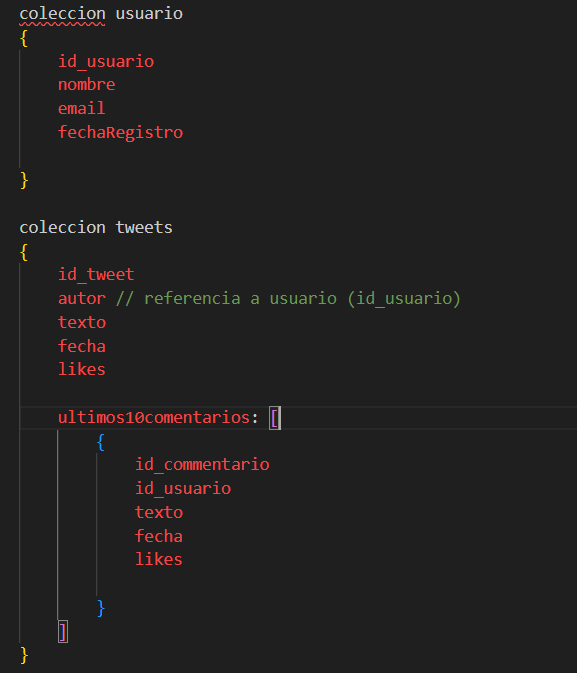 coleccion usuario
{
id_usuario
nombre
email
fechaRegistro
}
coleccion tweets
{
id_tweet
autor // referencia a usuario (id_usuario)
texto
fecha
likes
ultimos10comentarios: [
{
id_commentario
id_usuario
texto
fecha
likes
}
]
}